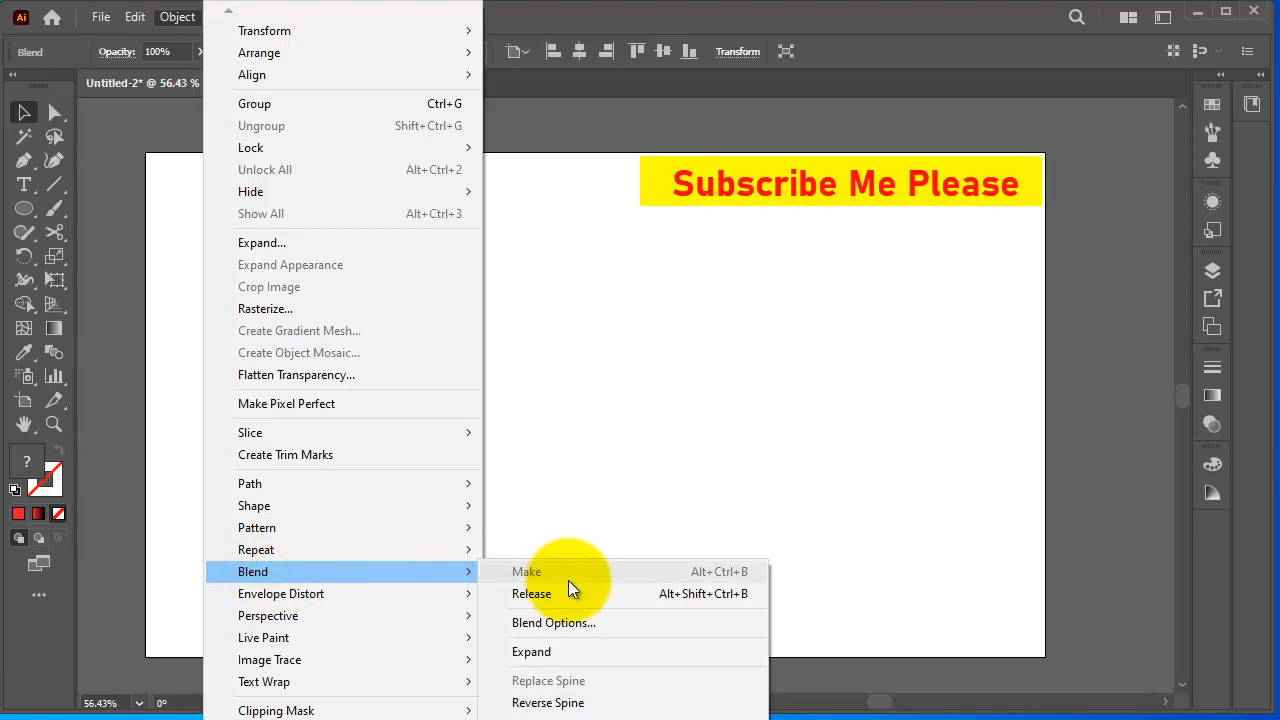 Ai File Edit Object
Blend Opacity: 100% Transform
Untitled-2* @ 56.43 %
Transform
Arrange
Align
Group Ctrl+G
Ungroup Shift+Ctrl+G
Lock
Unlock All Alt+Ctrl+2
Hide
Show All Alt+Ctrl+3
Expand...
Expand Appearance
Crop Image
Rasterize...
Create Gradient Mesh...
Create Object Mosaic...
Flatten Transparency...
Make Pixel Perfect
Slice
Create Trim Marks
Path
Shape
Pattern
Repeat
Blend
Envelope Distort
Perspective
Live Paint
Image Trace
Text Wrap
Clipping Mask
Make Alt+Ctrl+B
Release Alt+Shift+Ctrl+B
Blend Options...
Expand
Replace Spine
Reverse Spine
Subscribe Me Please
?
56.43% 0°